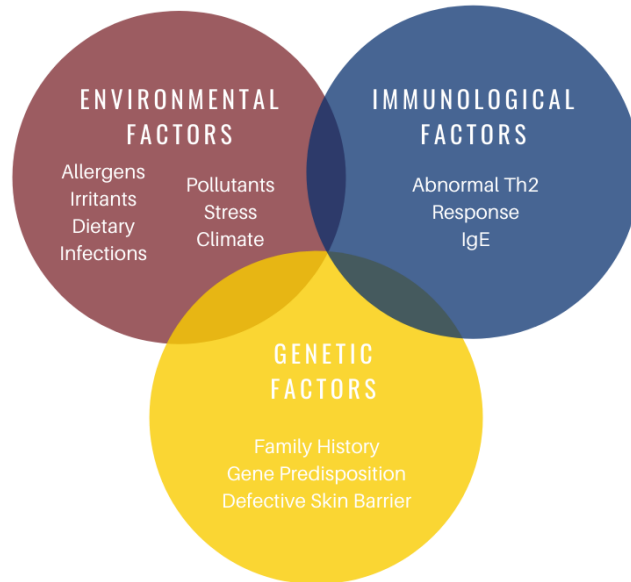 ENVIRONMENTAL
FACTORS
Allergens
Irritants
Dietary
Infections
Pollutants
Stress
Climate
IMMUNOLOGICAL
FACTORS
Abnormal Th2
Response
IgE
GENETIC
FACTORS
Family History
Gene Predisposition
Defective Skin Barrier